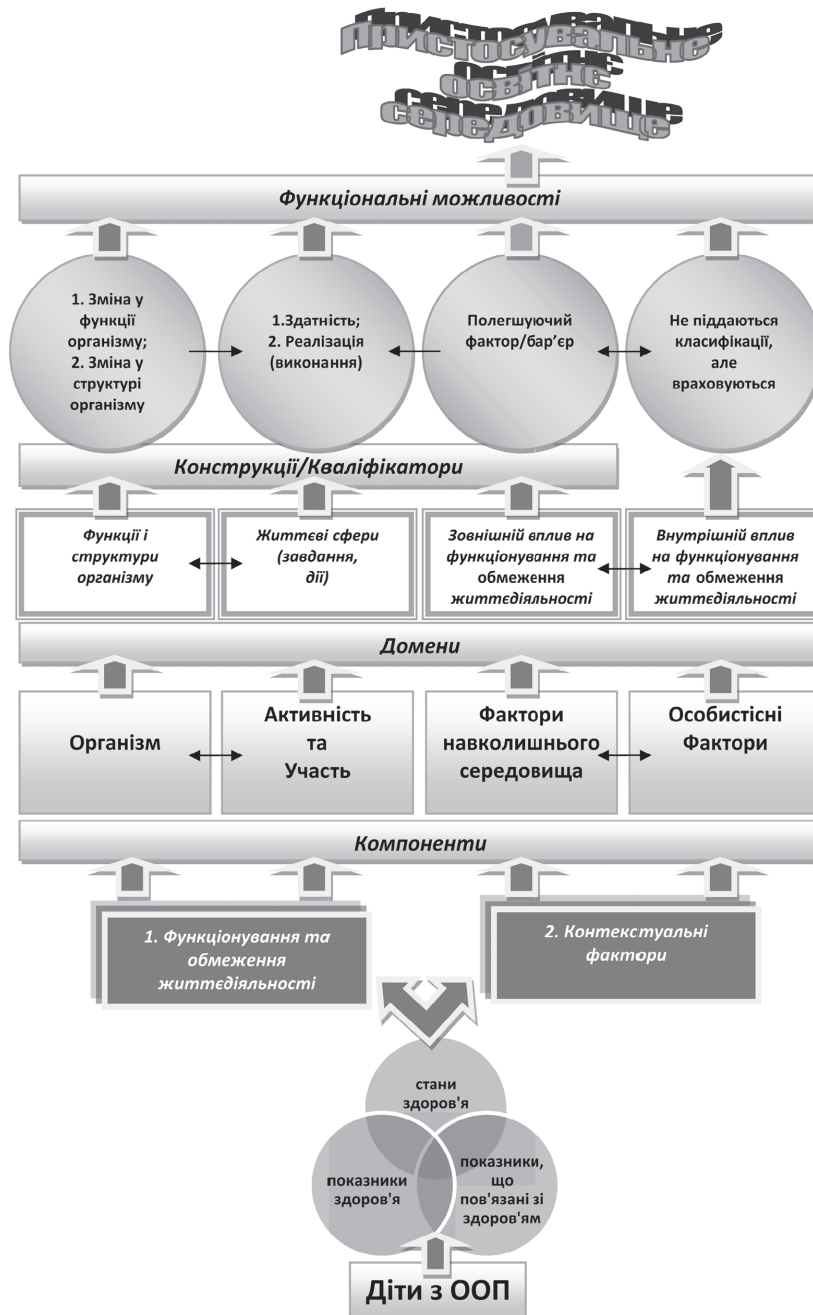 Пристосувальне
освітнє
середовище
Функціональні можливості
1. Зміна у
функції
організму;
2. Зміна у
структурі
організму
1.Здатність;
2. Реалізація
(виконання)
Полегшуючий
фактор/бар’єр
Не піддаються
класифікації,
але
враховуються
Конструкції/Кваліфікатори
Функції і
структури
організму
Життєві сфери
(завдання,
дії)
Зовнішній вплив на
функціонування та
обмеження
життєдіяльності
Внутрішній вплив
на функціонування
та обмеження
життєдіяльності
Домени
Організм
Активність
та
Участь
Фактори
навколишнього
середовища
Особистісні
Фактори
Компоненти
1. Функціонування та
обмеження
життєдіяльності
2. Контекстуальні
фактори
стани
здоров'я
показники
здоров'я
показники,
що
пов'язані зі
здоров'ям
Діти з ООП